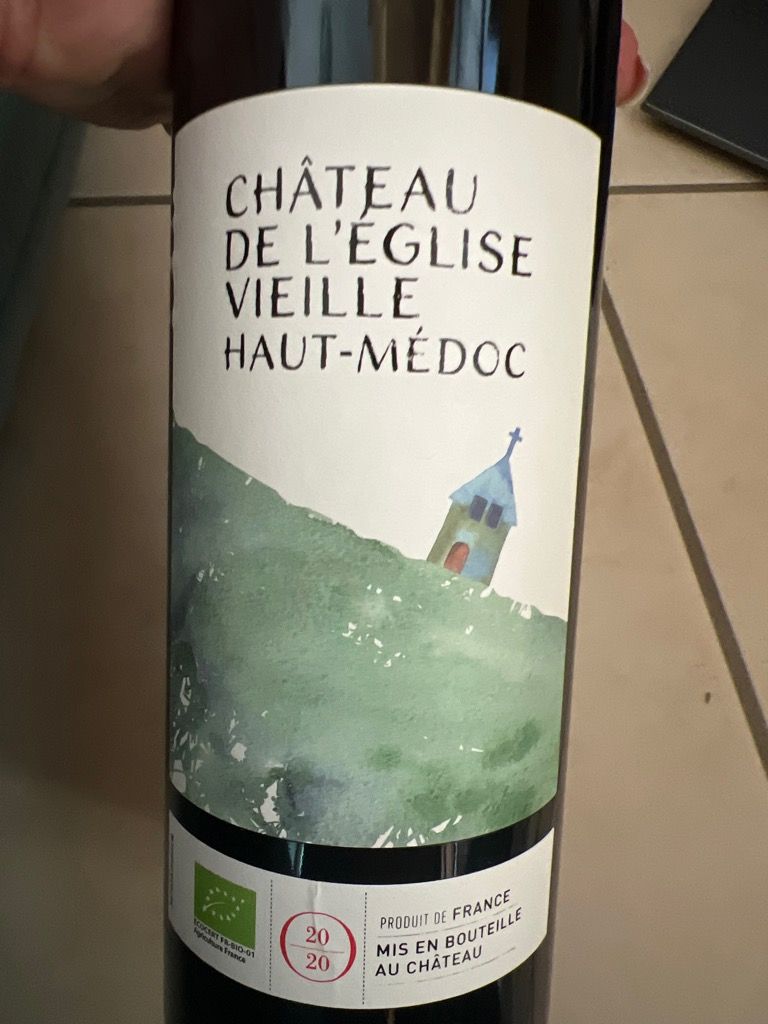 CHÂTEAU
DE L'ÉGLISE
VIEILLE
HAUT-MÉDOC
ECOCERT FR-BIO-01
Agriculture France
20
20
PRODUIT DE FRANCE
MIS EN BOUTEILLE
AU CHÂTEAU